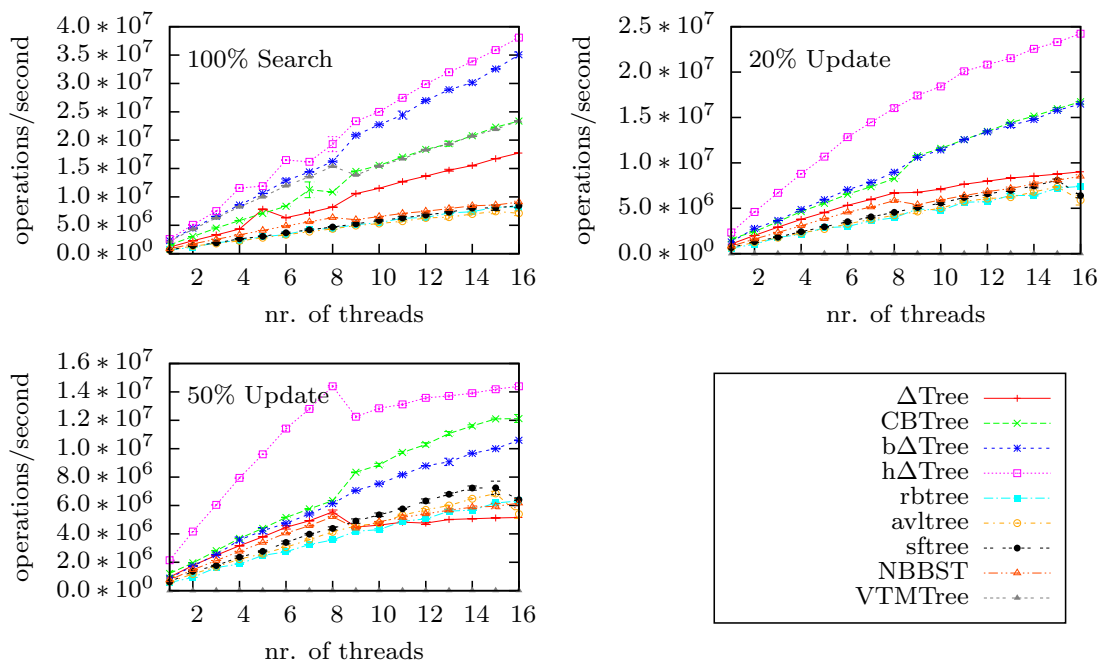 operations/second
4.0 ∗ 10^7
3.5 ∗ 10^7
3.0 ∗ 10^7
2.5 ∗ 10^7
2.0 ∗ 10^7
1.5 ∗ 10^7
1.0 ∗ 10^7
5.0 ∗ 10^6
0.0 ∗ 10^0
100% Search
2 4 6 8 10 12 14 16
nr. of threads
operations/second
2.5 ∗ 10^7
2.0 ∗ 10^7
1.5 ∗ 10^7
1.0 ∗ 10^7
5.0 ∗ 10^6
0.0 ∗ 10^0
20% Update
2 4 6 8 10 12 14 16
nr. of threads
operations/second
1.6 ∗ 10^7
1.4 ∗ 10^7
1.2 ∗ 10^7
1.0 ∗ 10^7
8.0 ∗ 10^6
6.0 ∗ 10^6
4.0 ∗ 10^6
2.0 ∗ 10^6
0.0 ∗ 10^0
50% Update
2 4 6 8 10 12 14 16
nr. of threads
ΔTree
CBTree
bΔTree
hΔTree
rbtree
avltree
sftree
NBBST
VTMTree